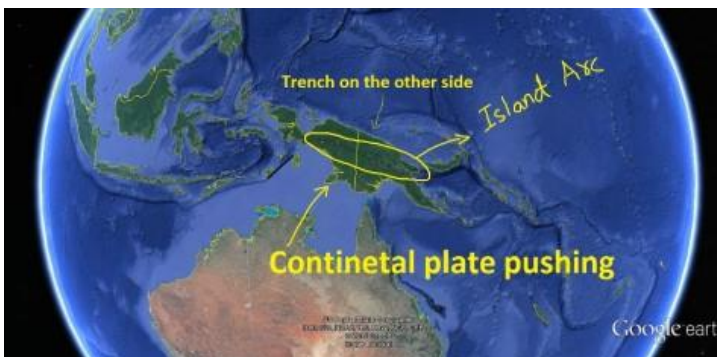 Trench on the other side
Island Arc
Continetal plate pushing
Google eart